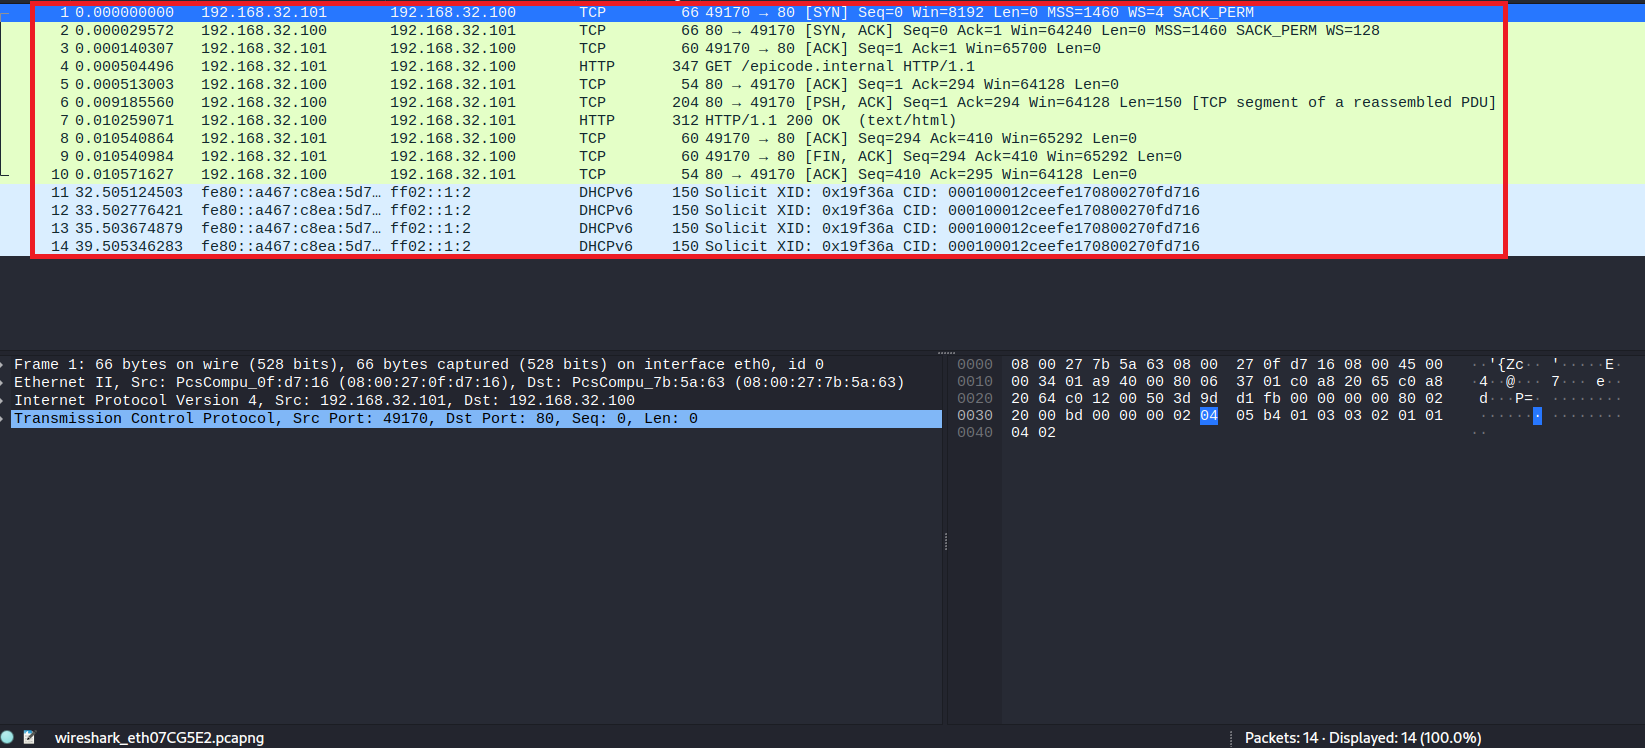 1 0.000000000 192.168.32.101 192.168.32.100 TCP 66 49170 → 80 [SYN] Seq=0 Win=8192 Len=0 MSS=1460 WS=4 SACK_PERM
2 0.000029572 192.168.32.100 192.168.32.101 TCP 66 80 → 49170 [SYN, ACK] Seq=0 Ack=1 Win=64240 Len=0 MSS=1460 SACK_PERM WS=128
3 0.000140307 192.168.32.101 192.168.32.100 TCP 60 49170 → 80 [ACK] Seq=1 Ack=1 Win=65700 Len=0
4 0.000504496 192.168.32.101 192.168.32.100 HTTP 347 GET /epicode.internal HTTP/1.1
5 0.000513003 192.168.32.100 192.168.32.101 TCP 54 80 → 49170 [ACK] Seq=1 Ack=294 Win=64128 Len=0
6 0.009185560 192.168.32.100 192.168.32.101 TCP 204 80 → 49170 [PSH, ACK] Seq=1 Ack=294 Win=64128 Len=150 [TCP segment of a reassembled PDU]
7 0.010259071 192.168.32.100 192.168.32.101 HTTP 312 HTTP/1.1 200 OK (text/html)
8 0.010540864 192.168.32.101 192.168.32.100 TCP 60 49170 → 80 [ACK] Seq=294 Ack=410 Win=65292 Len=0
9 0.010540984 192.168.32.101 192.168.32.100 TCP 60 49170 → 80 [FIN, ACK] Seq=294 Ack=410 Win=65292 Len=0
10 0.010571627 192.168.32.100 192.168.32.101 TCP 54 80 → 49170 [ACK] Seq=410 Ack=295 Win=64128 Len=0
11 32.505124503 fe80::a467:c8ea:5d7… ff02::1:2 DHCPv6 150 Solicit XID: 0x19f36a CID: 000100012ceefe170800270fd716
12 33.502776421 fe80::a467:c8ea:5d7… ff02::1:2 DHCPv6 150 Solicit XID: 0x19f36a CID: 000100012ceefe170800270fd716
13 35.503674879 fe80::a467:c8ea:5d7… ff02::1:2 DHCPv6 150 Solicit XID: 0x19f36a CID: 000100012ceefe170800270fd716
14 39.505346283 fe80::a467:c8ea:5d7… ff02::1:2 DHCPv6 150 Solicit XID: 0x19f36a CID: 000100012ceefe170800270fd716
Frame 1: 66 bytes on wire (528 bits), 66 bytes captured (528 bits) on interface eth0, id 0
Ethernet II, Src: PcsCompu_0f:d7:16 (08:00:27:0f:d7:16), Dst: PcsCompu_7b:5a:63 (08:00:27:7b:5a:63)
Internet Protocol Version 4, Src: 192.168.32.101, Dst: 192.168.32.100
Transmission Control Protocol, Src Port: 49170, Dst Port: 80, Seq: 0, Len: 0
0000 08 00 27 7b 5a 63 08 00 27 0f d7 16 08 00 45 00 ··'{Zc·· '·····E·
0010 00 34 01 a9 40 00 80 06 37 01 c0 a8 20 65 c0 a8 ·4··@··· 7··· e··
0020 20 64 c0 12 00 50 3d 9d d1 fb 00 00 00 00 80 02 d···P=· ········
0030 20 00 bd 00 00 00 02 04 05 b4 01 03 03 02 01 01 ······· ········
0040 04 02 ··
wireshark_eth07CG5E2.pcapng
Packets: 14 · Displayed: 14 (100.0%)